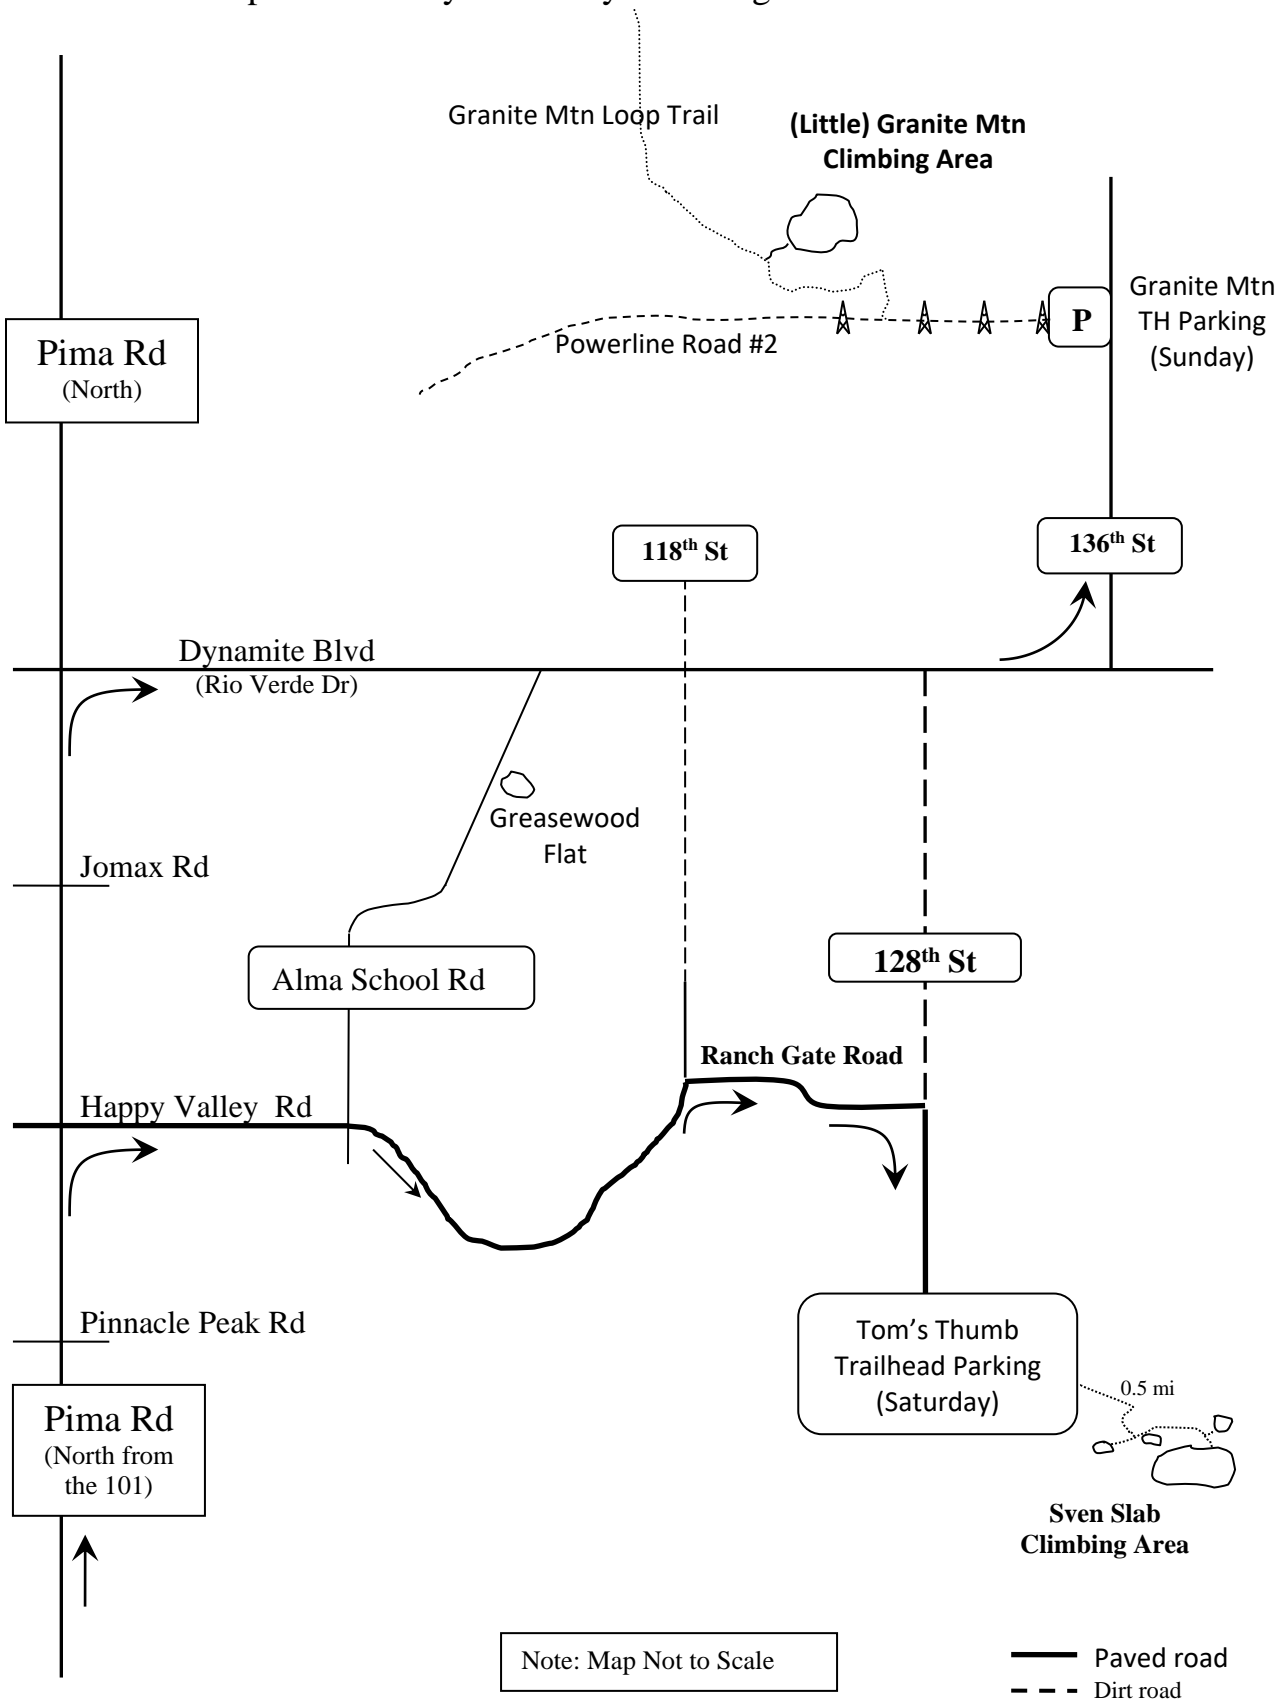 Granite Mtn Loop Trail
(Little) Granite Mtn
Climbing Area
Granite Mtn
TH Parking
(Sunday)
P
Powerline Road #2
Pima Rd
(North)
118th St
136th St
Dynamite Blvd
(Rio Verde Dr)
Greasewood
Flat
Jomax Rd
Alma School Rd
128th St
Ranch Gate Road
Happy Valley  Rd
Pinnacle Peak Rd
Tom’s Thumb
Trailhead Parking
(Saturday)
0.5 mi
Pima Rd
(North from
the 101)
Sven Slab
Climbing Area
Note: Map Not to Scale
Paved road
Dirt road